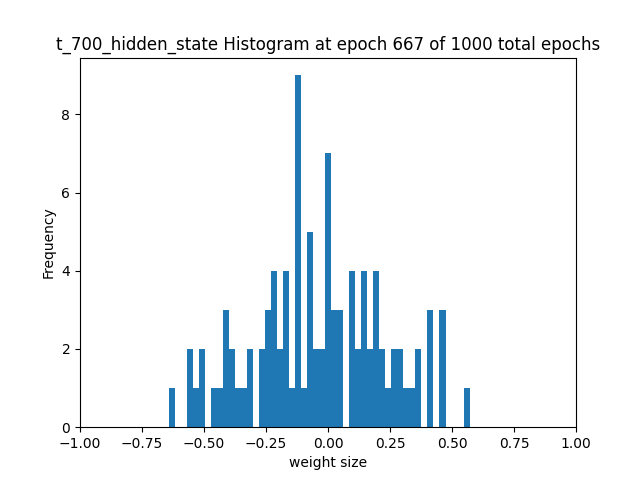 t_700_hidden_state Histogram at epoch 667 of 1000 total epochs
Frequency
8
6
4
2
0
−1.00 −0.75 −0.50 −0.25 0.00 0.25 0.50 0.75 1.00
weight size